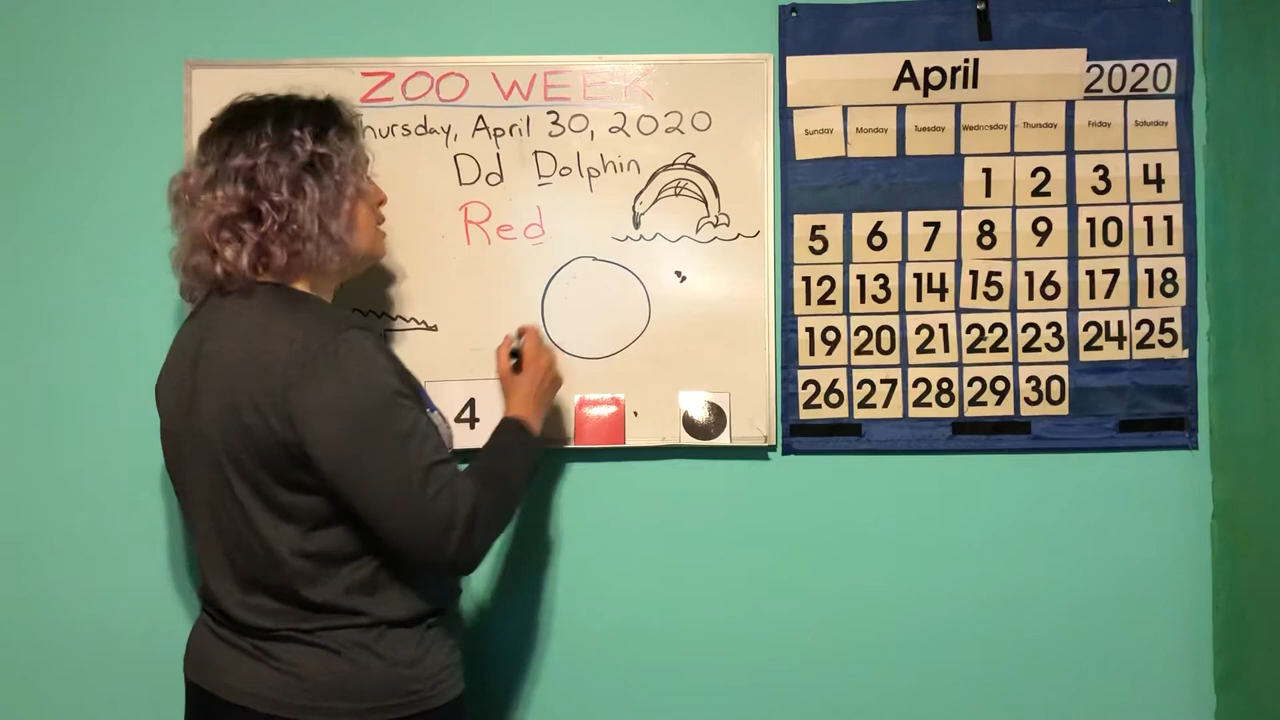 ZOO WEEK
Thursday, April 30, 2020
Dd Dolphin
Red
4
April 2020
Sunday Monday Tuesday Wednesday Thursday Friday Saturday
1 2 3 4
5 6 7 8 9 10 11
12 13 14 15 16 17 18
19 20 21 22 23 24 25
26 27 28 29 30